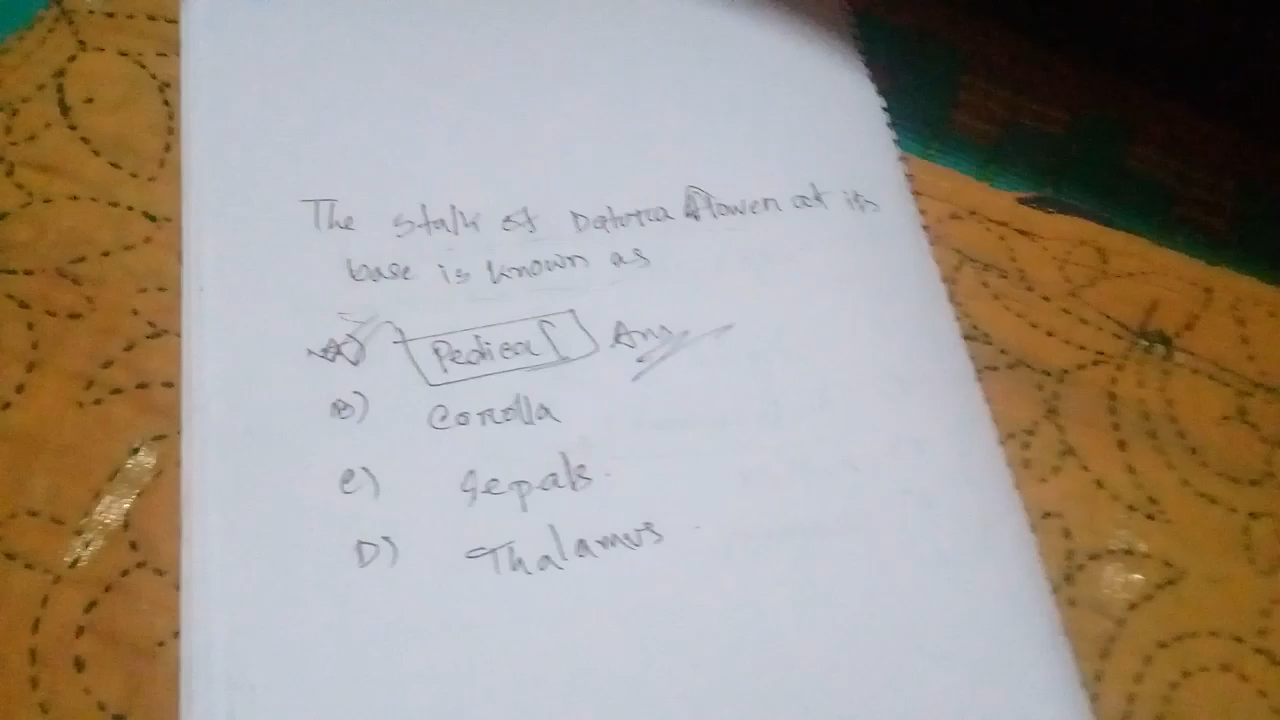 The stalk of Datura flower at its
base is known as
A) Pedicel Ans
B) Corolla
C) Sepals.
D) Thalamus